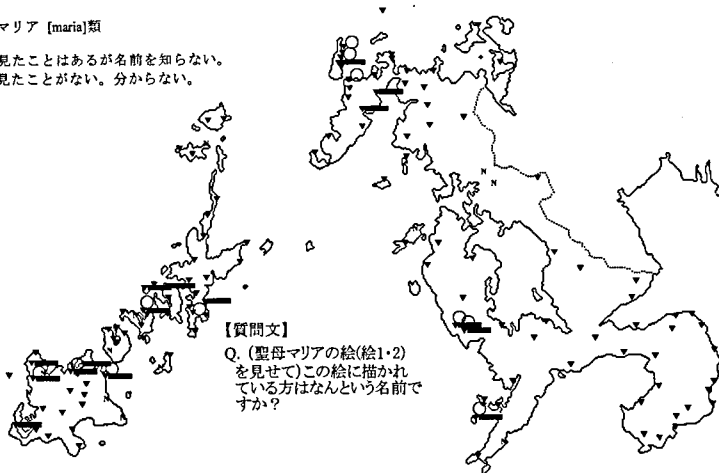 マリア [maria]類
見たことはあるが名前を知らない。
見たことがない。分からない。
N
N
【質問文】
Q. (聖母マリアの絵(絵1・2)
を見せて)この絵に描かれ
ている方はなんという名前で
すか？